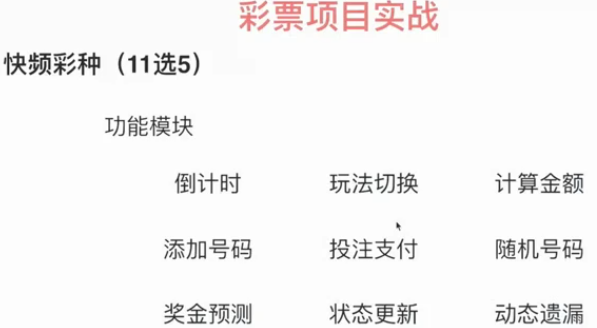 彩票项目实战
快频彩种（11选5）
功能模块
倒计时 玩法切换 计算金额
添加号码 投注支付 随机号码
奖金预测 状态更新 动态遗漏